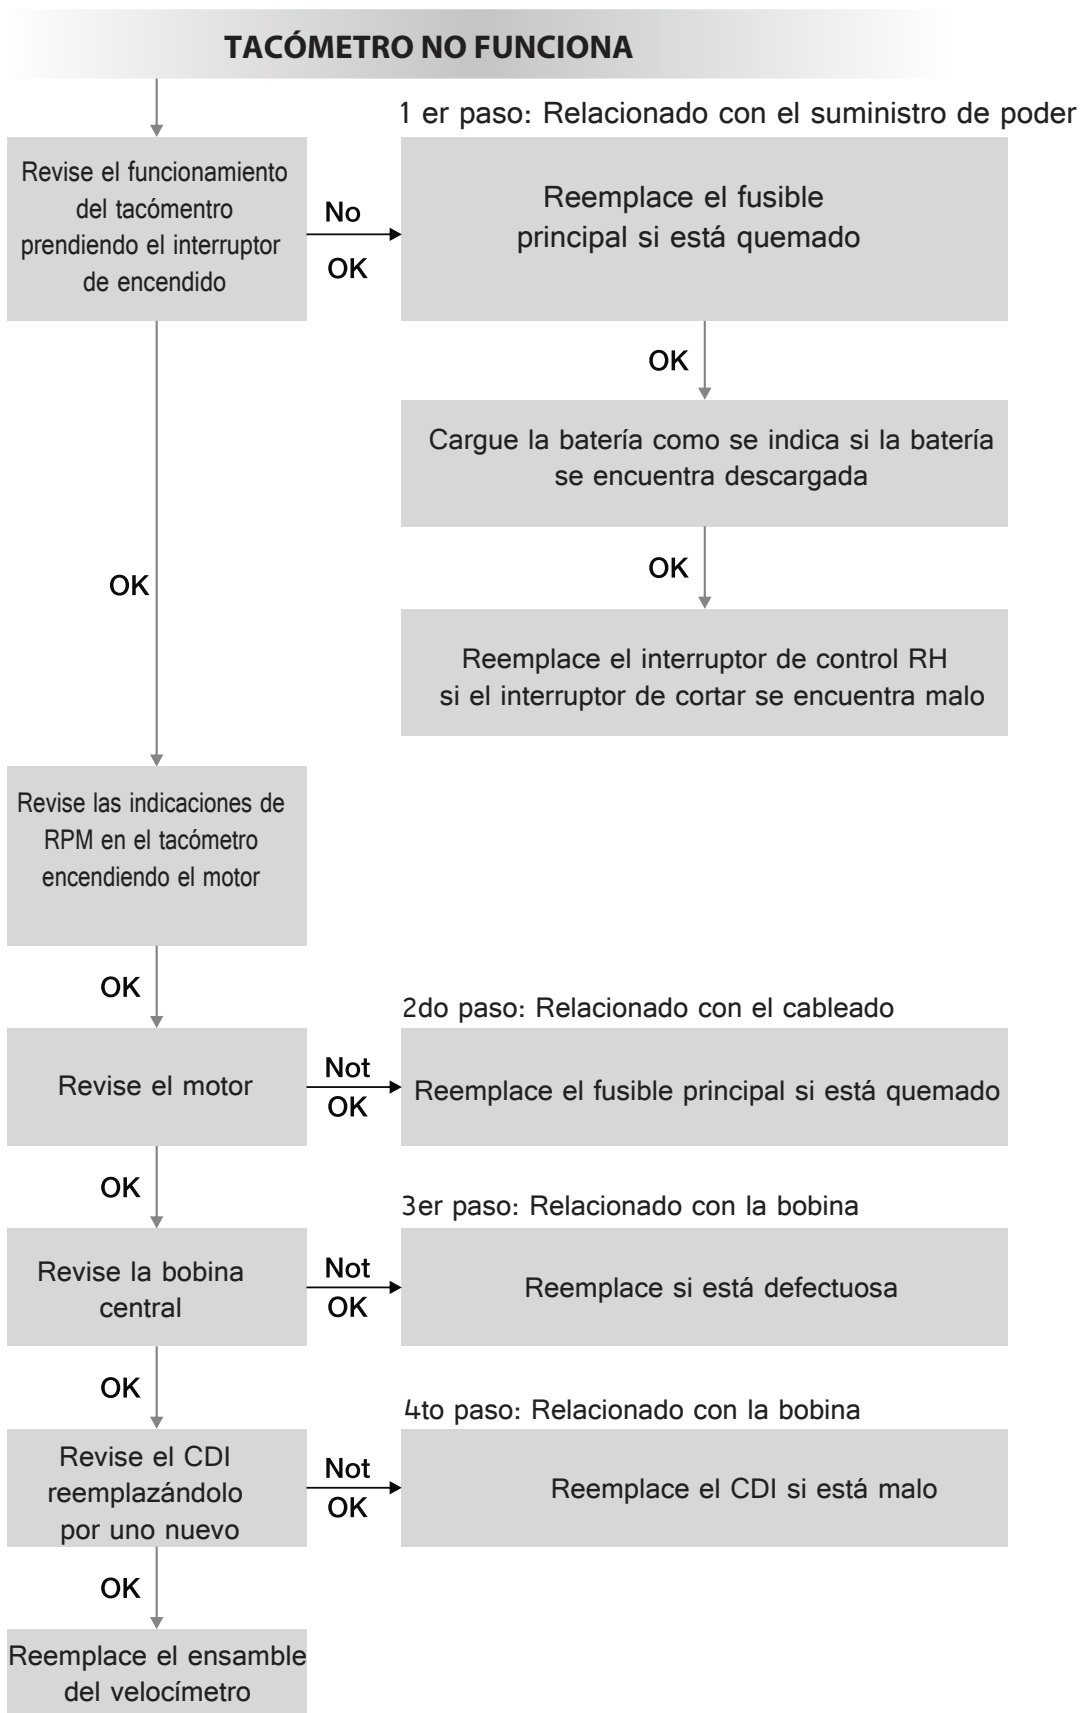 TACÓMETRO NO FUNCIONA
1 er paso: Relacionado con el suministro de poder
Revise el funcionamiento
del tacómentro
prendiendo el interruptor
de encendido
No
OK
Reemplace el fusible
principal si está quemado
OK
Cargue la batería como se indica si la batería
se encuentra descargada
OK
Reemplace el interruptor de control RH
si el interruptor de cortar se encuentra malo
OK
Revise las indicaciones de
RPM en el tacómetro
encendiendo el motor
OK
2do paso: Relacionado con el cableado
Revise el motor
Not
OK
Reemplace el fusible principal si está quemado
OK
3er paso: Relacionado con la bobina
Revise la bobina
central
Not
OK
Reemplace si está defectuosa
OK
4to paso: Relacionado con la bobina
Revise el CDI
reemplazándolo
por uno nuevo
Not
OK
Reemplace el CDI si está malo
OK
Reemplace el ensamble
del velocímetro